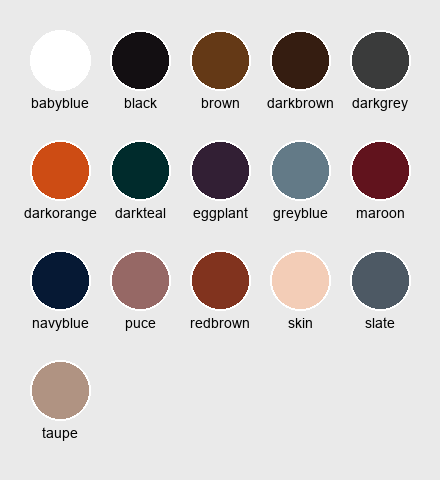 babyblue black brown darkbrown darkgrey
darkorange darkteal eggplant greyblue maroon
navyblue puce redbrown skin slate
taupe